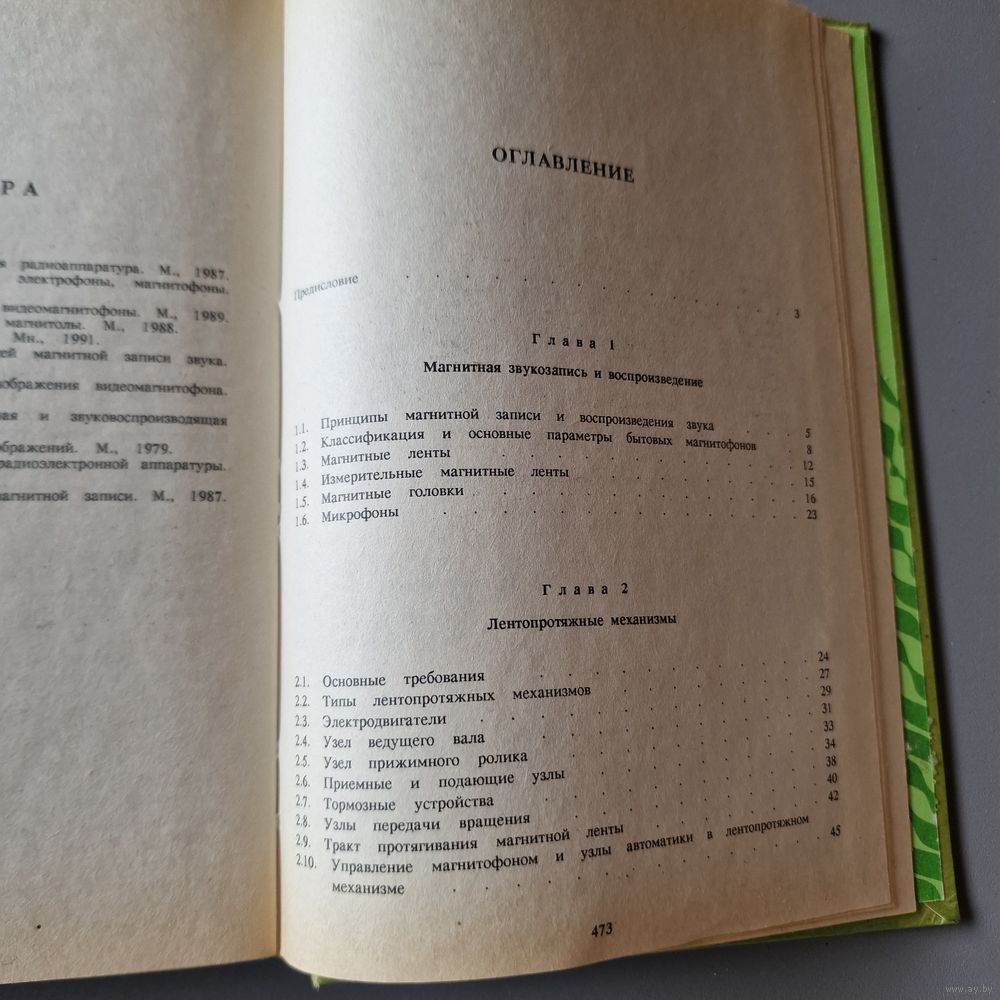 РА
я радиоаппаратура. М., 1987.
электрофоны, магнитофоны.
видеомагнитофоны. М., 1989.
магнитолы. М., 1988.
Мн., 1991.
ей магнитной записи звука.
ображения видеомагнитофона.
ая и звуковоспроизводящая
ображений. М., 1979.
радиоэлектронной аппаратуры.
магнитной записи. М., 1987.
ОГЛАВЛЕНИЕ
Предисловие . . . . . . . . . . . . 3
Глава 1
Магнитная звукозапись и воспроизведение
1.1. Принципы магнитной записи и воспроизведения звука . . . 5
1.2. Классификация и основные параметры бытовых магнитофонов . 8
1.3. Магнитные ленты . . . . . . . . . . 12
1.4. Измерительные магнитные ленты . . . . . . . . 15
1.5. Магнитные головки . . . . . . . . . . 16
1.6. Микрофоны . . . . . . . . . . . 23
Глава 2
Лентопротяжные механизмы
2.1. Основные требования . . . . . . . . 24
2.2. Типы лентопротяжных механизмов . . . . . . . 27
2.3. Электродвигатели . . . . . . . . . . 29
2.4. Узел ведущего вала . . . . . . . . . 31
2.5. Узел прижимного ролика . . . . . . . . 33
2.6. Приемные и подающие узлы . . . . . . . . 34
2.7. Тормозные устройства . . . . . . . . . 38
2.8. Узлы передачи вращения . . . . . . . . 40
2.9. Тракт протягивания магнитной ленты . . . . . . 42
2.10. Управление магнитофоном и узлы автоматики в лентопротяжном
механизме . . . . . . . . . . . 45
473
www.ay.by